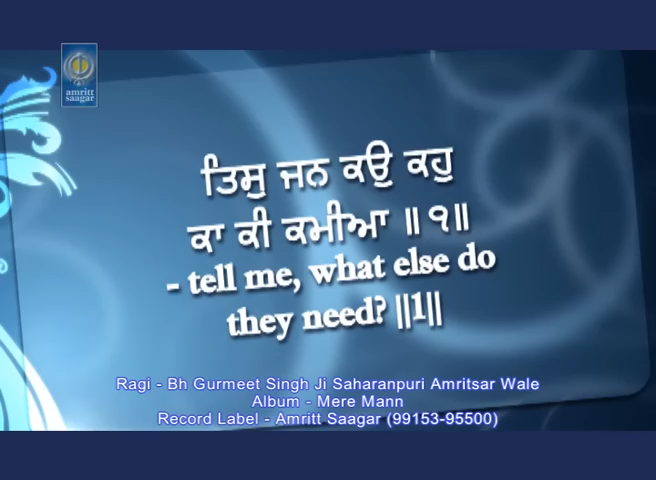 amritt
saagar
ਤਿਸੁ ਜਨ ਕਉ ਕਹੁ
ਕਾ ਕੀ ਕਮੀਆ ॥੧॥
- tell me, what else do
they need? ||1||
Ragi - Bh Gurmeet Singh Ji Saharanpuri Amritsar Wale
Album - Mere Mann
Record Label - Amritt Saagar (99153-95500)